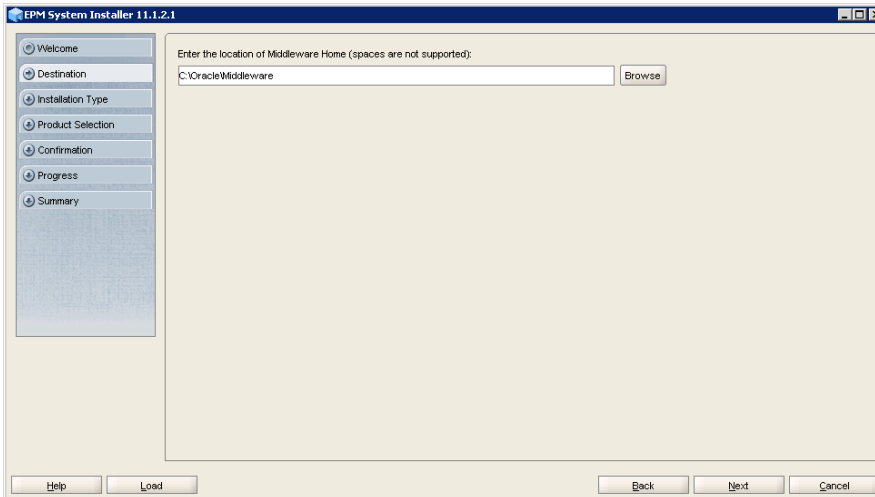 EPM System Installer 11.1.2.1
Welcome
Destination
Installation Type
Product Selection
Confirmation
Progress
Summary
Enter the location of Middleware Home (spaces are not supported):
C:\Oracle\Middleware
Browse
Help
Load
Back
Next
Cancel